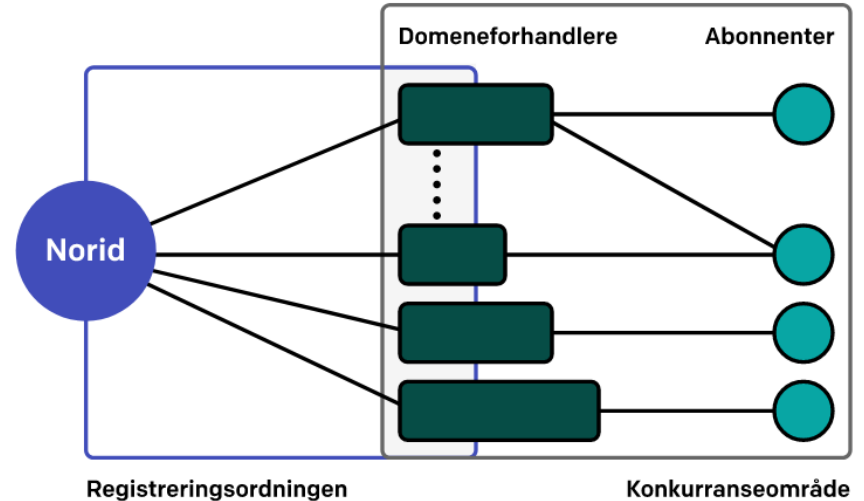 Domeneforhandlere
Abonnenter
Norid
Registreringsordningen
Konkurranseområde